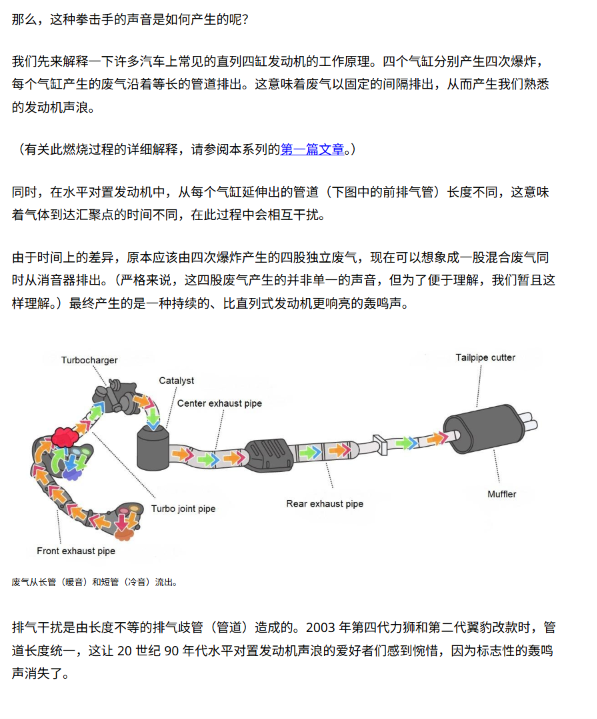 那么，这种拳击手的声音是如何产生的呢？
我们先来解释一下许多汽车上常见的直列四缸发动机的工作原理。四个气缸分别产生四次爆炸，
每个气缸产生的废气沿着等长的管道排出。这意味着废气以固定的间隔排出，从而产生我们熟悉
的发动机声浪。
（有关此燃烧过程的详细解释，请参阅本系列的第一篇文章。）
同时，在水平对置发动机中，从每个气缸延伸出的管道（下图中的前排气管）长度不同，这意味
着气体到达汇聚点的时间不同，在此过程中会相互干扰。
由于时间上的差异，原本应该由四次爆炸产生的四股独立废气，现在可以想象成一股混合废气同
时从消音器排出。（严格来说，这四股废气产生的并非单一的声音，但为了便于理解，我们暂且这
样理解。）最终产生的是一种持续的、比直列式发动机更响亮的轰鸣声。
Turbocharger
Tailpipe cutter
Catalyst
Center exhaust pipe
Muffler
Rear exhaust pipe
Turbo joint pipe
Front exhaust pipe
废气从长管（暖音）和短管（冷音）流出。
排气干扰是由长度不等的排气歧管（管道）造成的。2003 年第四代力狮和第二代翼豹改款时，管
道长度统一，这让 20 世纪 90 年代水平对置发动机声浪的爱好者们感到惋惜，因为标志性的轰鸣
声消失了。